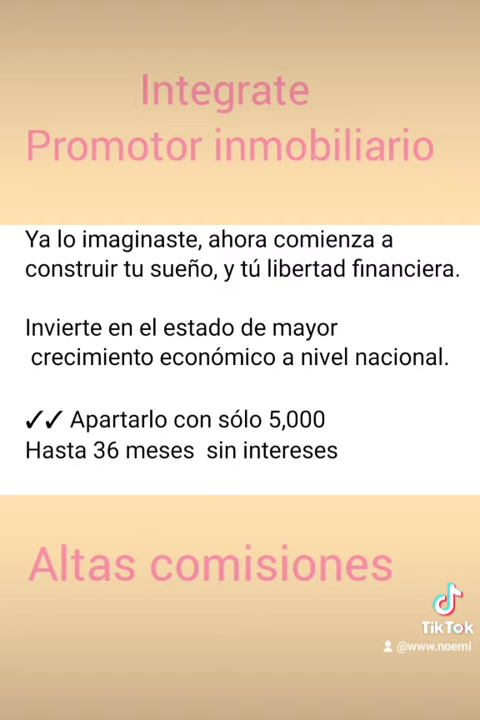 Integrate
Promotor inmobiliario
Ya lo imaginaste, ahora comienza a
construir tu sueño, y tú libertad financiera.
Invierte en el estado de mayor
crecimiento económico a nivel nacional.
✓✓ Apartarlo con sólo 5,000
Hasta 36 meses sin intereses
Altas comisiones
TikTok
@www.noemi